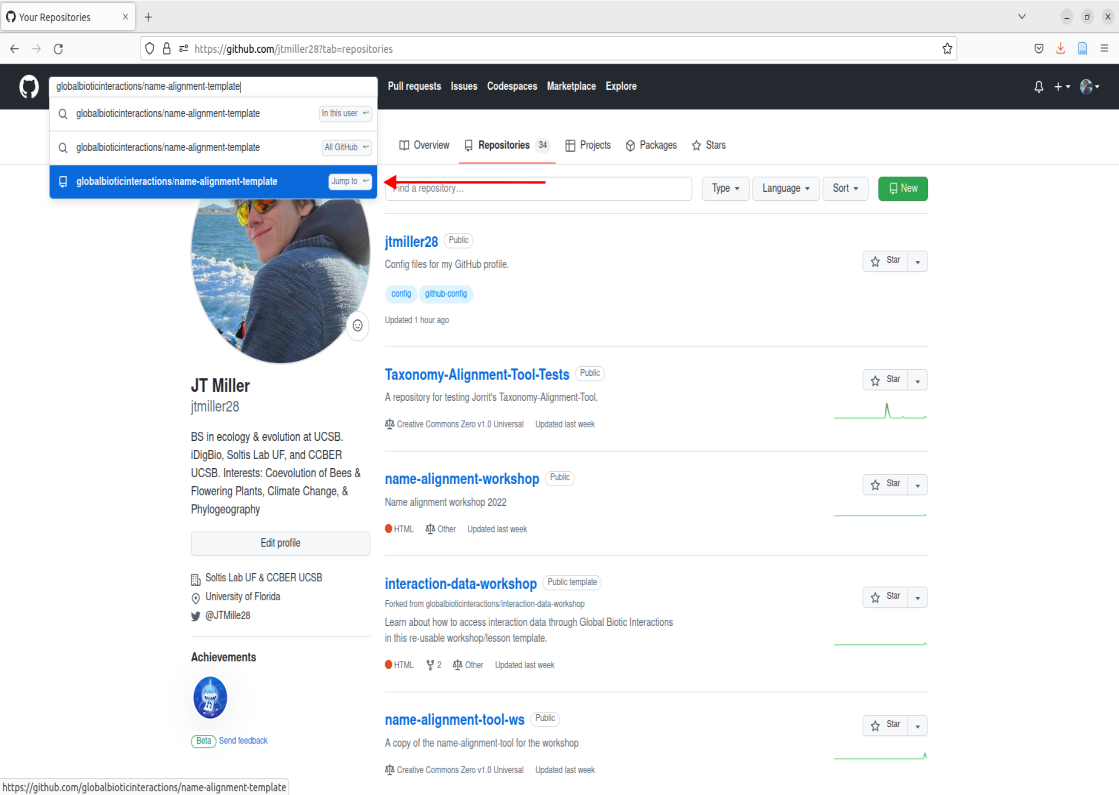 Your Repositories
https://github.com/jtmiller28?tab=repositories
globalbioticinteractions/name-alignment-template
Pull requests Issues Codespaces Marketplace Explore
globalbioticinteractions/name-alignment-template In this user
globalbioticinteractions/name-alignment-template All GitHub
globalbioticinteractions/name-alignment-template Jump to
Overview Repositories 34 Projects Packages Stars
Find a repository…
Type Language Sort New
JT Miller
jtmiller28
BS in ecology & evolution at UCSB.
iDigBio, Soltis Lab UF, and CCBER
UCSB. Interests: Coevolution of Bees &
Flowering Plants, Climate Change, &
Phylogeography
Edit profile
Soltis Lab UF & CCBER UCSB
University of Florida
@JTMille28
Achievements
Beta Send feedback
jtmiller28 Public
Star
Config files for my GitHub profile.
config github-config
Updated 1 hour ago
Taxonomy-Alignment-Tool-Tests Public
Star
A repository for testing Jorrit's Taxonomy-Alignment-Tool.
Creative Commons Zero v1.0 Universal Updated last week
name-alignment-workshop Public
Star
Name alignment workshop 2022
HTML Other Updated last week
interaction-data-workshop Public template
Star
Forked from globalbioticinteractions/interaction-data-workshop
Learn about how to access interaction data through Global Biotic Interactions
in this re-usable workshop/lesson template.
HTML 2 Other Updated last week
name-alignment-tool-ws Public
Star
A copy of the name-alignment-tool for the workshop
Creative Commons Zero v1.0 Universal Updated last week
https://github.com/globalbioticinteractions/name-alignment-template